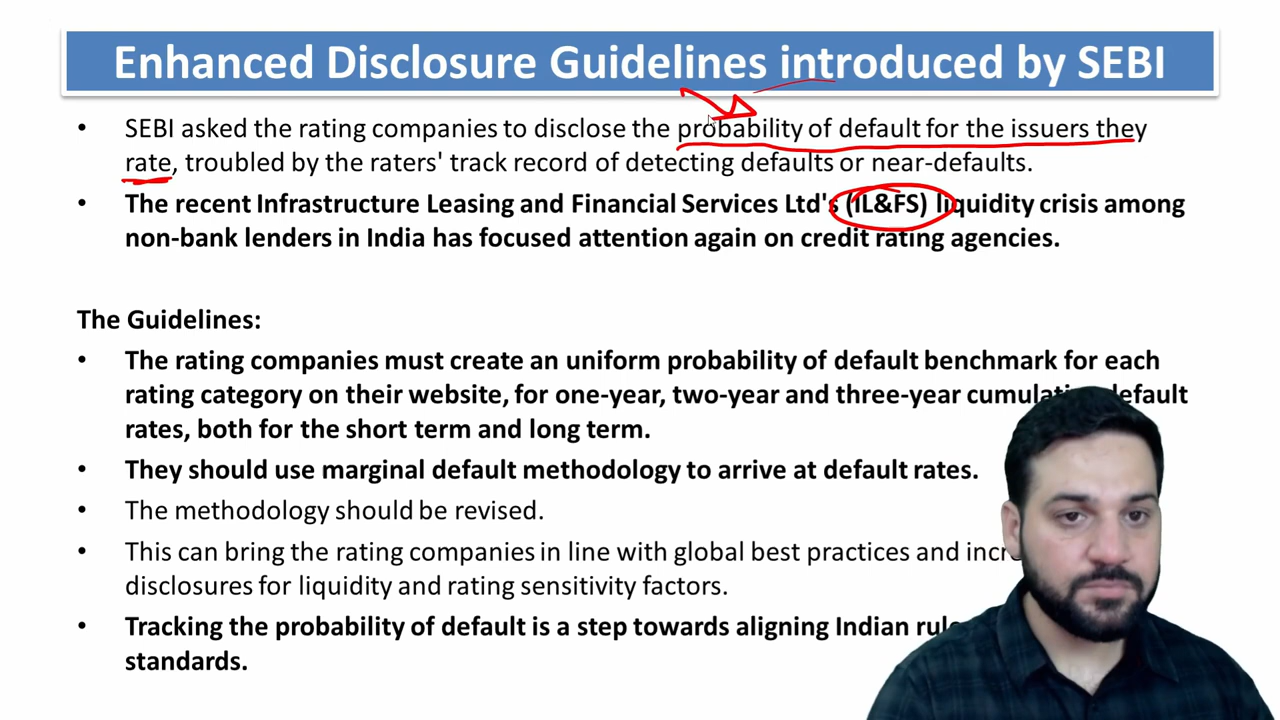 Enhanced Disclosure Guidelines introduced by SEBI
• SEBI asked the rating companies to disclose the probability of default for the issuers they
rate, troubled by the raters' track record of detecting defaults or near-defaults.
• The recent Infrastructure Leasing and Financial Services Ltd's (IL&FS) liquidity crisis among
non-bank lenders in India has focused attention again on credit rating agencies.
The Guidelines:
• The rating companies must create an uniform probability of default benchmark for each
rating category on their website, for one-year, two-year and three-year cumulative default
rates, both for the short term and long term.
• They should use marginal default methodology to arrive at default rates.
• The methodology should be revised.
• This can bring the rating companies in line with global best practices and
disclosures for liquidity and rating sensitivity factors.
• Tracking the probability of default is a step towards aligning Indian
standards.